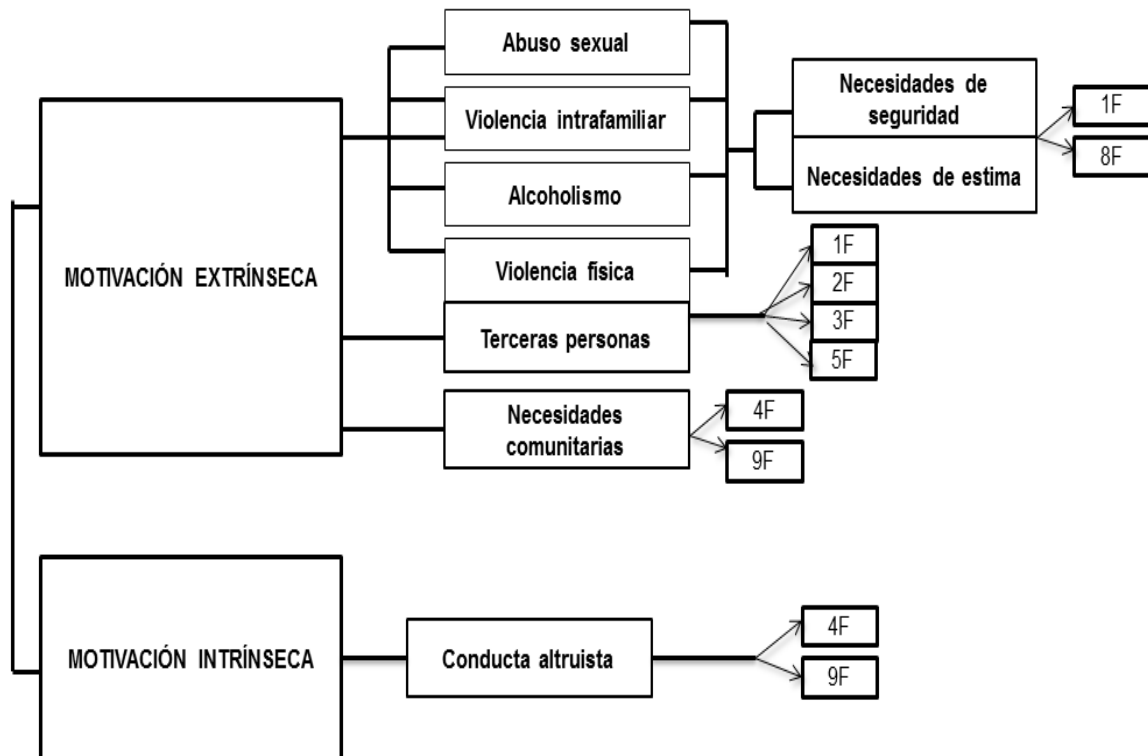 Abuso sexual
Violencia intrafamiliar
Alcoholismo
Violencia física
Necesidades de
seguridad
Necesidades de estima
1F
8F
MOTIVACIÓN EXTRÍNSECA
Terceras personas
1F
2F
3F
5F
Necesidades
comunitarias
4F
9F
MOTIVACIÓN INTRÍNSECA
Conducta altruista
4F
9F